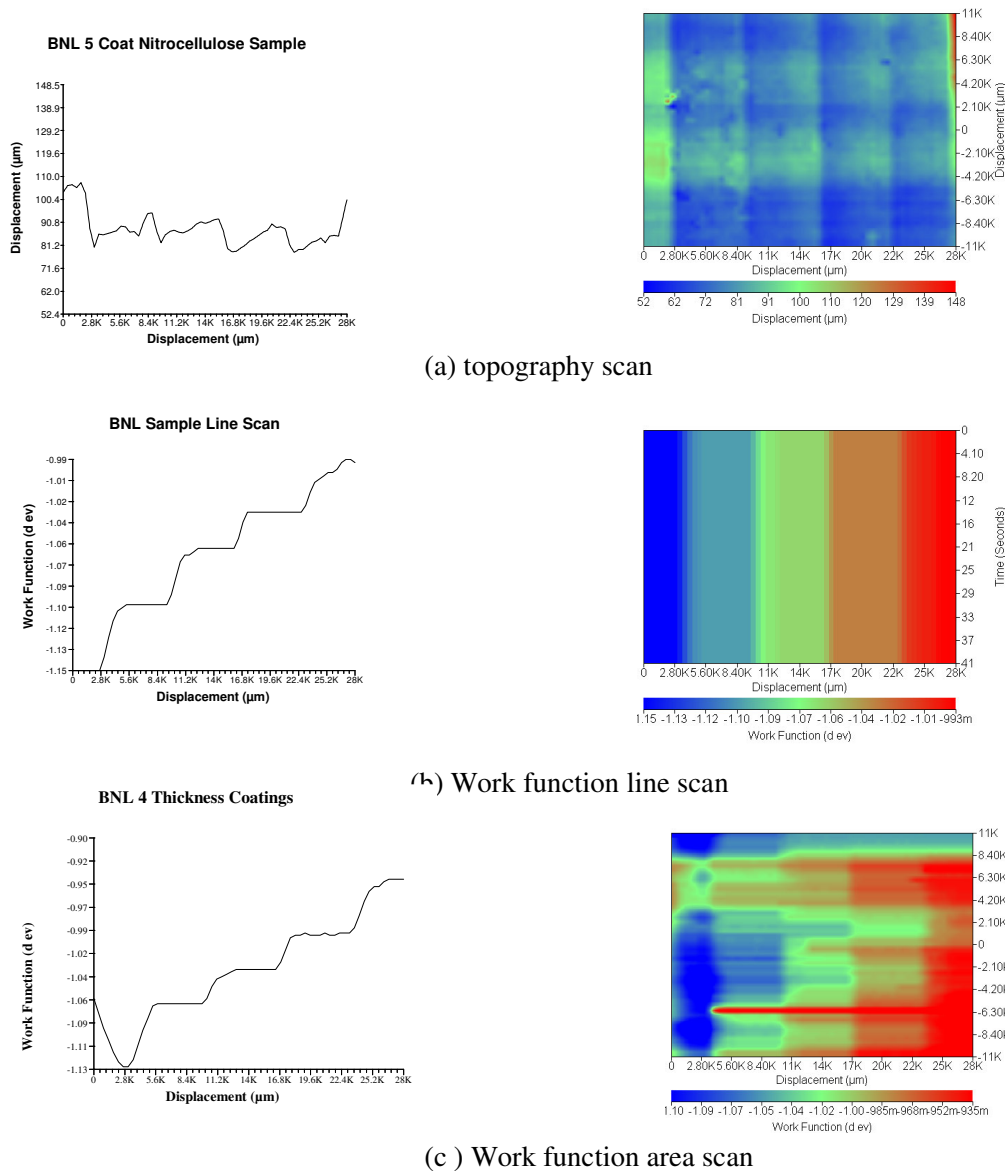 BNL 5 Coat Nitrocellulose Sample
148.5
138.9
129.2
119.6
110.0
100.4
90.8
81.2
71.6
62.0
52.4
Displacement (µm)
0 2.8K 5.6K 8.4K 11.2K 14K 16.8K 19.6K 22.4K 25.2K 28K
Displacement (µm)
11K
8.40K
6.30K
4.20K
2.10K
0
-2.10K
-4.20K
-6.30K
-8.40K
-11K
Displacement (µm)
0 2.80K 5.60K 8.40K 11K 14K 17K 20K 22K 25K 28K
Displacement (µm)
52 62 72 81 91 100 110 120 129 139 148
Displacement (µm)
(a) topography scan
BNL Sample Line Scan
-0.99
-1.01
-1.02
-1.04
-1.06
-1.07
-1.09
-1.10
-1.12
-1.13
-1.15
Work Function (d ev)
0 2.8K 5.6K 8.4K 11.2K 14K 16.8K 19.6K 22.4K 25.2K 28K
Displacement (µm)
0
4.10
8.20
12
16
21
25
29
33
37
41
Time (Seconds)
0 2.80K 5.60K 8.40K 11K 14K 17K 20K 22K 25K 28K
Displacement (µm)
1.15 -1.13 -1.12 -1.10 -1.09 -1.07 -1.06 -1.04 -1.02 -1.01 -993m
Work Function (d ev)
(b) Work function line scan
BNL 4 Thickness Coatings
-0.90
-0.92
-0.95
-0.97
-0.99
-1.02
-1.04
-1.06
-1.09
-1.11
-1.13
Work Function (d ev)
0 2.8K 5.6K 8.4K 11.2K 14K 16.8K 19.6K 22.4K 25.2K 28K
Displacement (µm)
11K
8.40K
6.30K
4.20K
0
-2.10K
-4.20K
-6.30K
-8.40K
-11K
0 2.80K 5.60K 8.40K 11K 14K 17K 20K 22K 25K 28K
Displacement (µm)
1.10 -1.09 -1.07 -1.05 -1.04 -1.02 -1.00 -985m -968m -952m -935m
Work Function (d ev)
(c ) Work function area scan